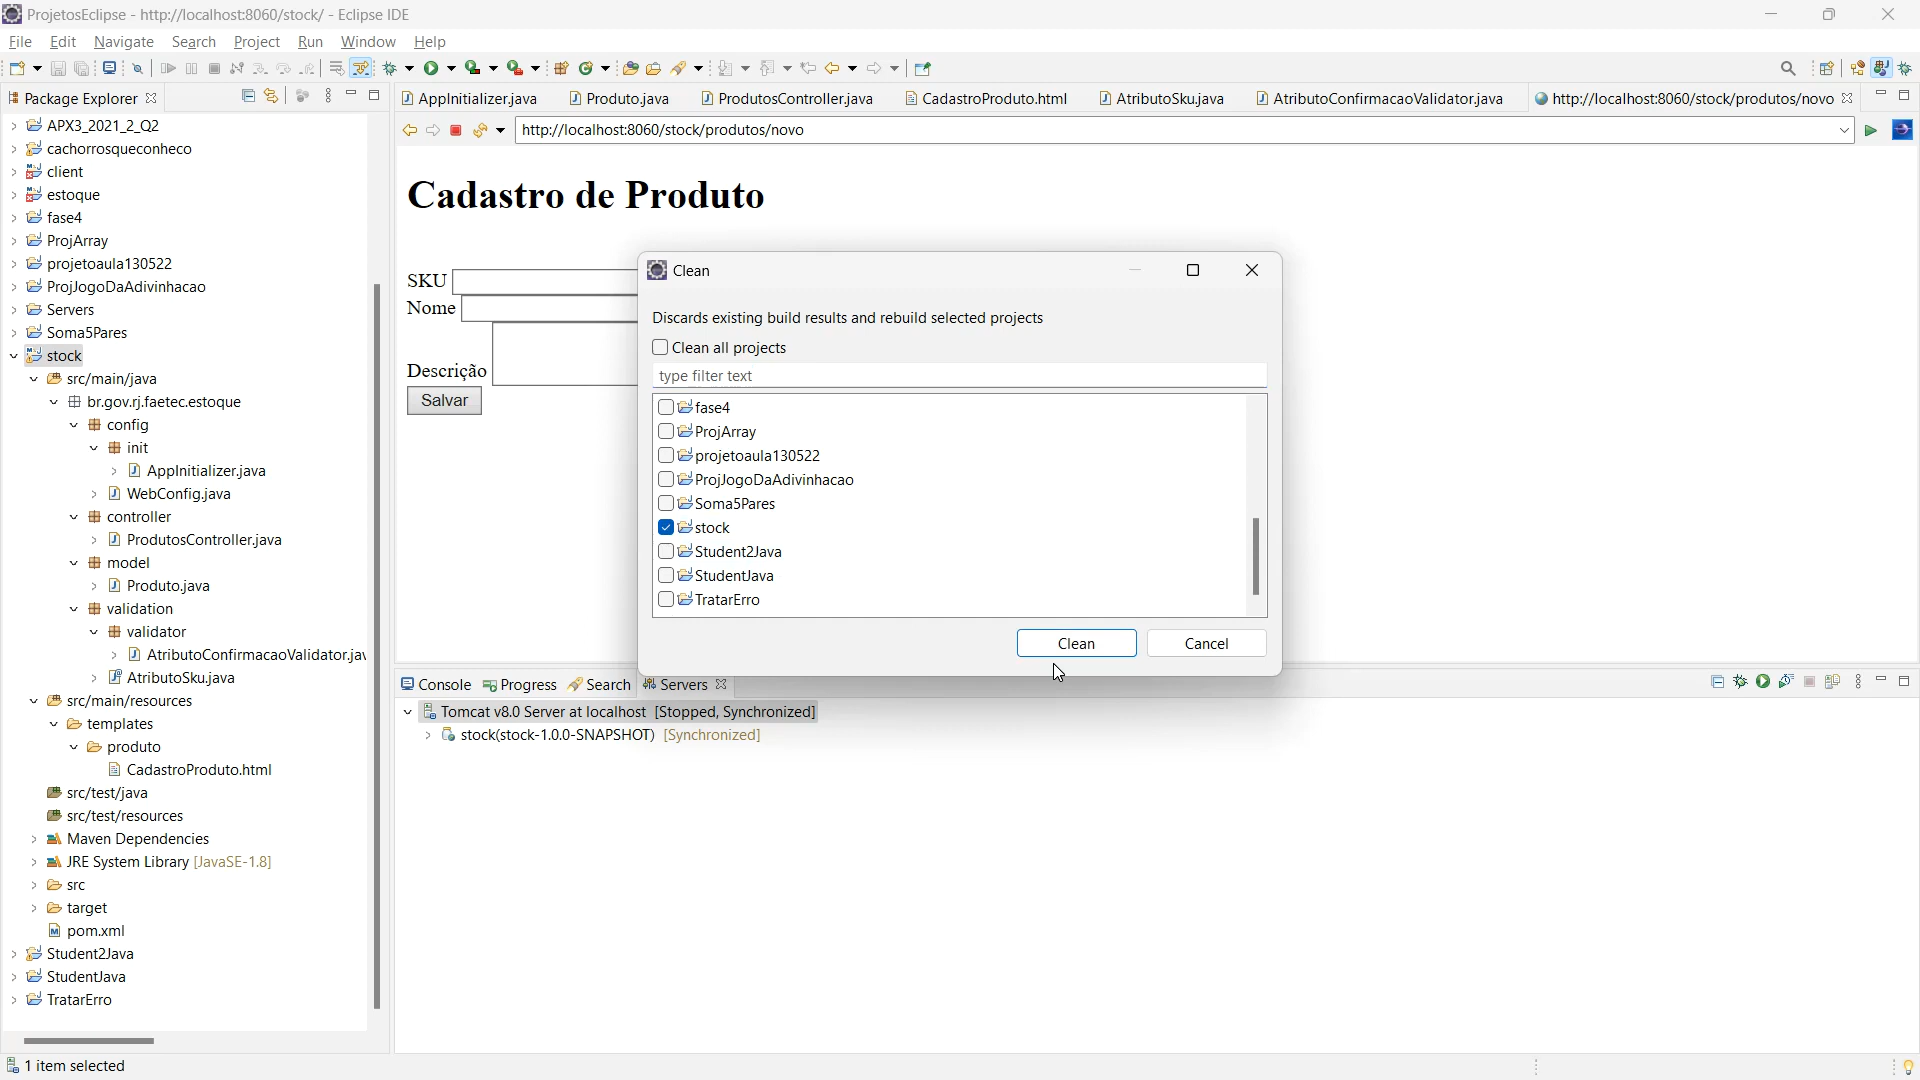 ProjetosEclipse - http://localhost:8060/stock/ - Eclipse IDE
File Edit Navigate Search Project Run Window Help
Package Explorer
APX3_2021_2_Q2
cachorrosqueconheco
client
estoque
fase4
ProjArray
projetoaula130522
ProjJogoDaAdivinhacao
Servers
Soma5Pares
stock
src/main/java
br.gov.rj.faetec.estoque
config
init
AppInitializer.java
WebConfig.java
controller
ProdutosController.java
model
Produto.java
validation
validator
AtributoConfirmacaoValidator.jav
AtributoSku.java
src/main/resources
templates
produto
CadastroProduto.html
src/test/java
src/test/resources
Maven Dependencies
JRE System Library [JavaSE-1.8]
src
target
pom.xml
Student2Java
StudentJava
TratarErro
AppInitializer.java Produto.java ProdutosController.java CadastroProduto.html AtributoSku.java AtributoConfirmacaoValidator.java http://localhost:8060/stock/produtos/novo
http://localhost:8060/stock/produtos/novo
Cadastro de Produto
SKU
Nome
Descrição
Salvar
Clean
Discards existing build results and rebuild selected projects
Clean all projects
type filter text
fase4
ProjArray
projetoaula130522
ProjJogoDaAdivinhacao
Soma5Pares
stock
Student2Java
StudentJava
TratarErro
Clean Cancel
Console Progress Search Servers
Tomcat v8.0 Server at localhost [Stopped, Synchronized]
stock(stock-1.0.0-SNAPSHOT) [Synchronized]
1 item selected